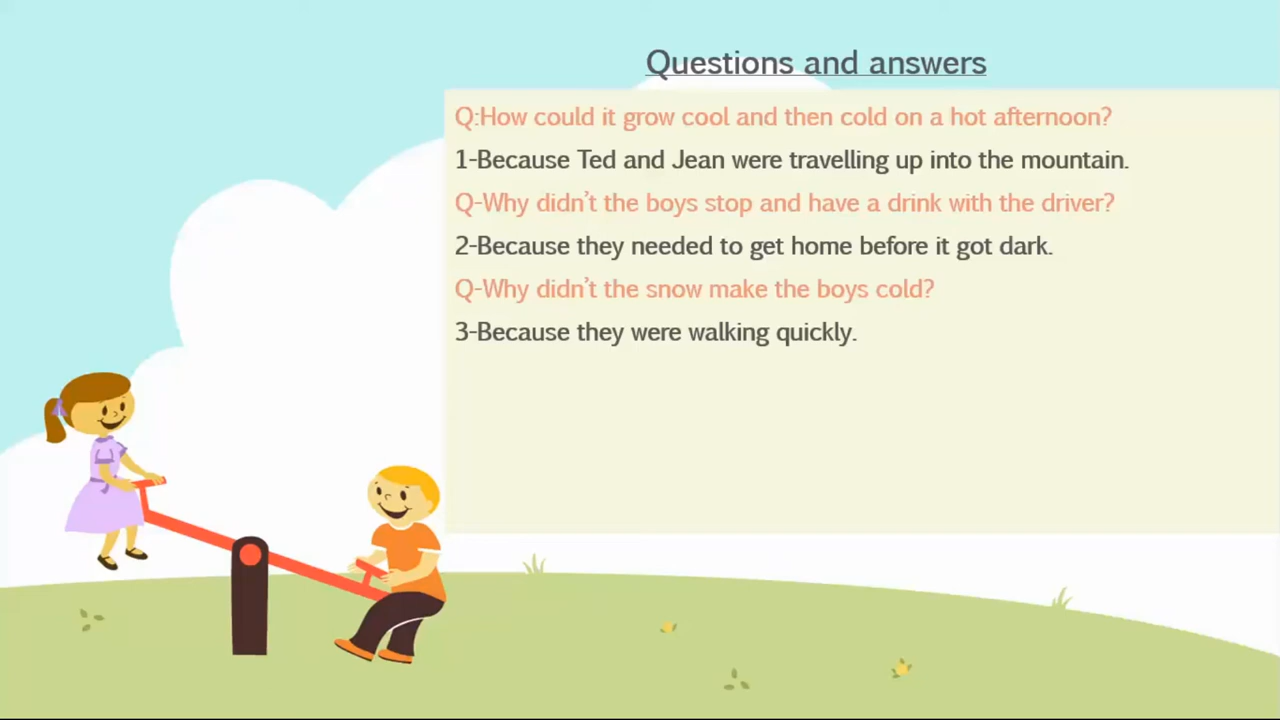 Questions and answers
Q:How could it grow cool and then cold on a hot afternoon?
1-Because Ted and Jean were travelling up into the mountain.
Q-Why didn’t the boys stop and have a drink with the driver?
2-Because they needed to get home before it got dark.
Q-Why didn’t the snow make the boys cold?
3-Because they were walking quickly.